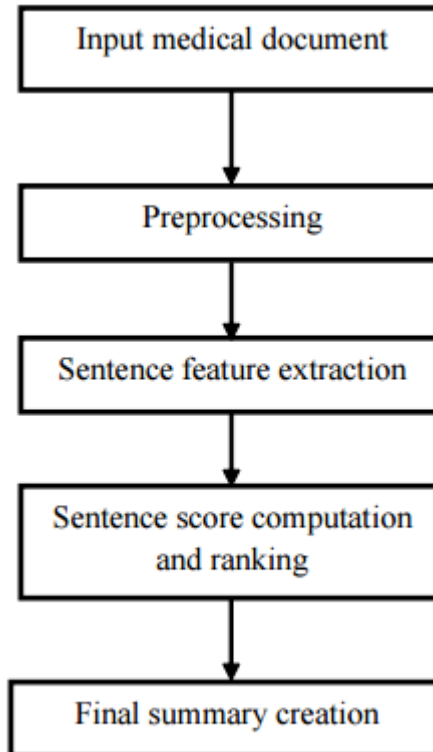 Input medical document
Preprocessing
Sentence feature extraction
Sentence score computation
and ranking
Final summary creation